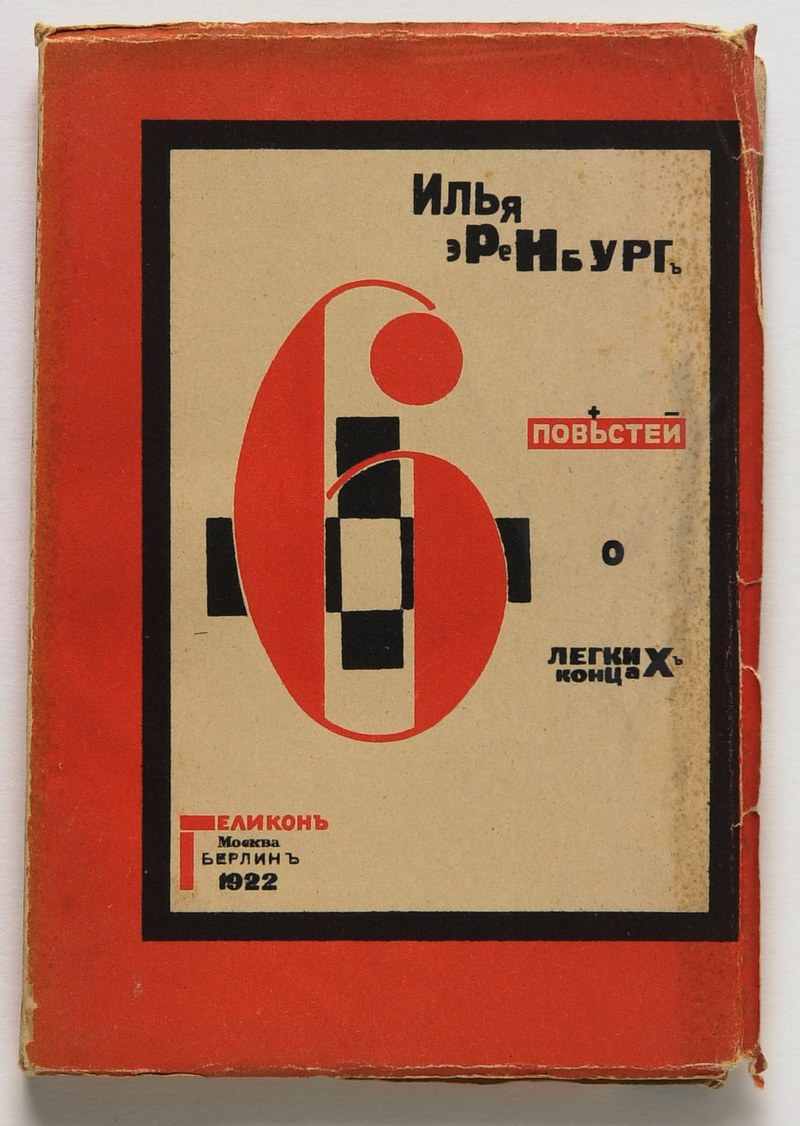 ИЛЬЯ
ЭРеНБУРГЪ
6
ПОВѢСТЕЙ
О
ЛЕГКИХЪ
КОНЦаХЪ
ГЕЛИКОНЪ
Москва
БЕРЛИНЪ
1922